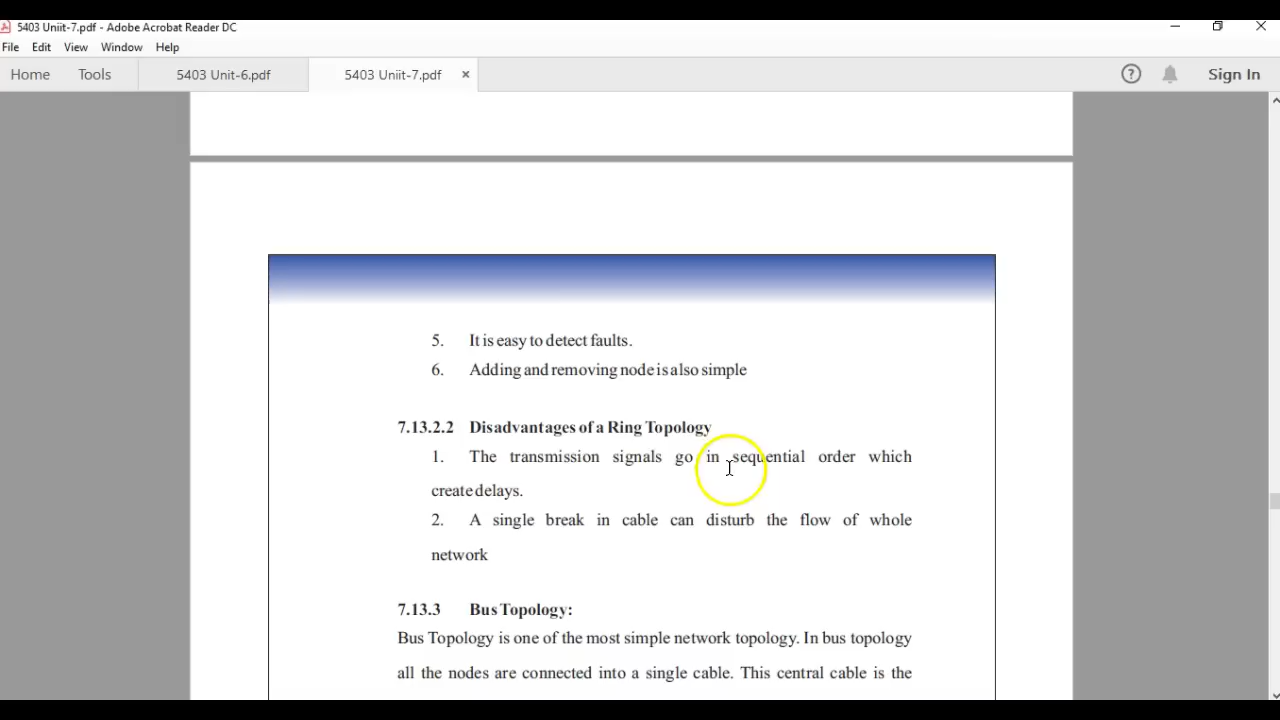 5403 Uniit-7.pdf - Adobe Acrobat Reader DC
File Edit View Window Help
Home Tools 5403 Unit-6.pdf 5403 Uniit-7.pdf × ? Sign In
5. It is easy to detect faults.
6. Adding and removing node is also simple
7.13.2.2 Disadvantages of a Ring Topology
1. The transmission signals go in sequential order which
create delays.
2. A single break in cable can disturb the flow of whole
network
7.13.3 Bus Topology:
Bus Topology is one of the most simple network topology. In bus topology
all the nodes are connected into a single cable. This central cable is the